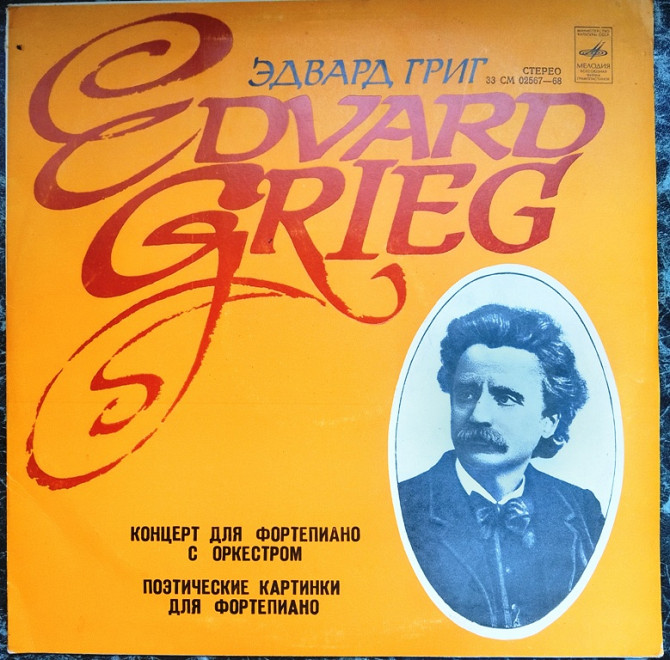 ЭДВАРД ГРИГ
СТЕРЕО
33 СМ 02567—68
МЕЛОДИЯ
EDVARD
GRIEG
КОНЦЕРТ ДЛЯ ФОРТЕПИАНО
С ОРКЕСТРОМ
ПОЭТИЧЕСКИЕ КАРТИНКИ
ДЛЯ ФОРТЕПИАНО